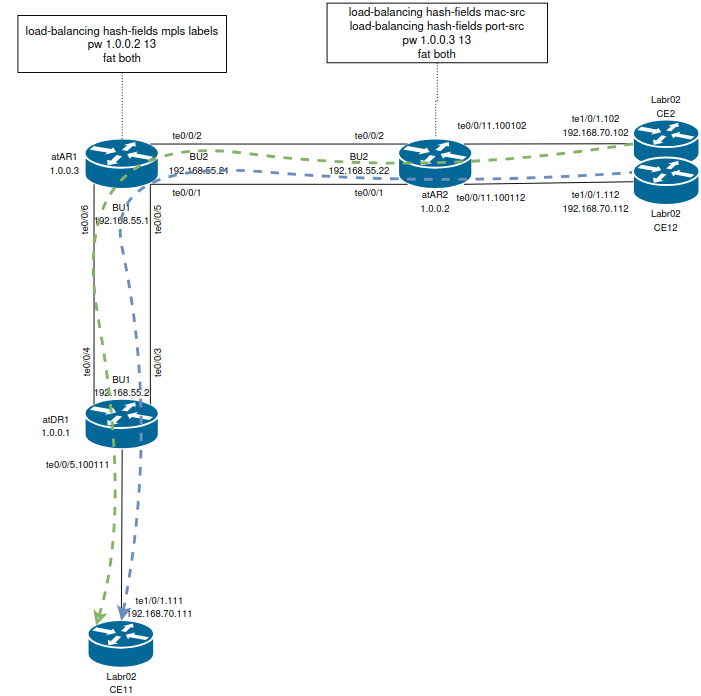 load-balancing hash-fields mpls labels
pw 1.0.0.2 13
fat both
load-balancing hash-fields mac-src
load-balancing hash-fields port-src
pw 1.0.0.3 13
fat both
Labr02
CE2
te0/0/2
te0/0/2
te0/0/11.100102
te1/0/1.102
192.168.70.102
atAR1
1.0.0.3
BU2
192.168.55.21
BU2
192.168.55.22
te0/0/1
te0/0/1
atAR2
1.0.0.2
te0/0/11.100112
te1/0/1.112
192.168.70.112
Labr02
CE12
te0/0/6
BU1
192.168.55.1
te0/0/5
te0/0/4
te0/0/3
BU1
192.168.55.2
atDR1
1.0.0.1
te0/0/5.100111
te1/0/1.111
192.168.70.111
Labr02
CE11